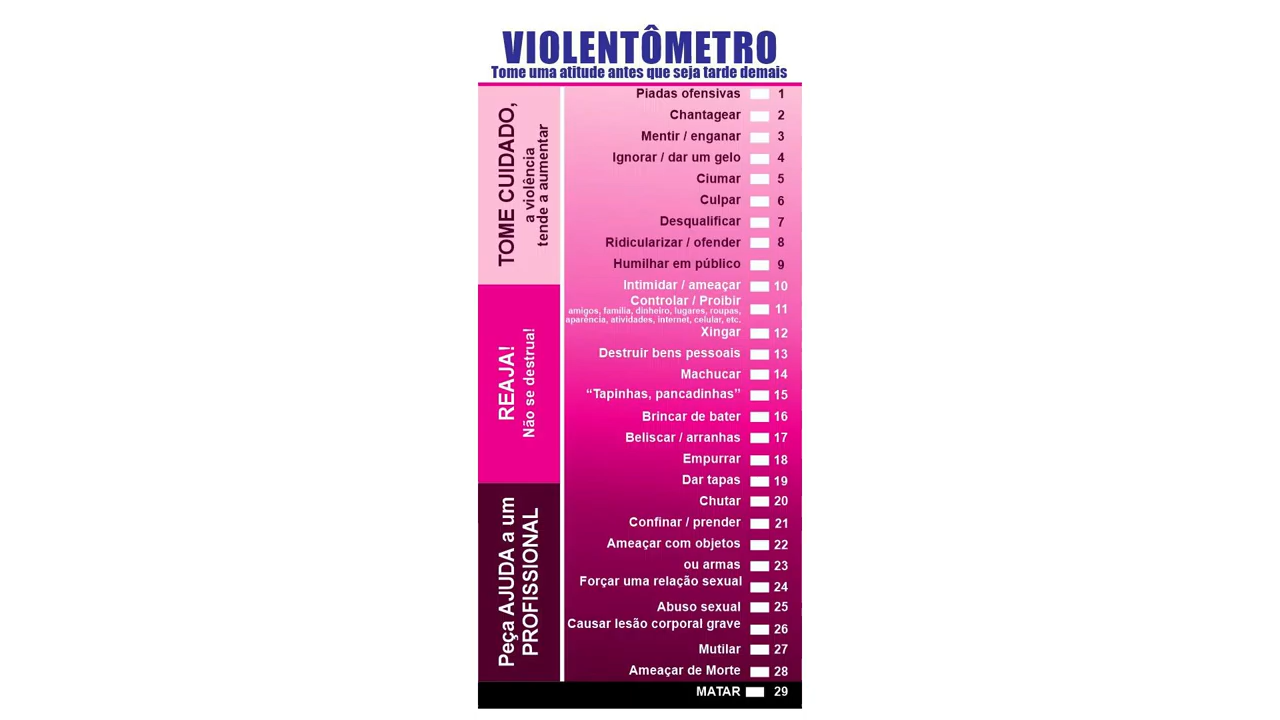 VIOLENTÔMETRO
Tome uma atitude antes que seja tarde demais
TOME CUIDADO,
a violência
tende a aumentar
Piadas ofensivas 1
Chantagear 2
Mentir / enganar 3
Ignorar / dar um gelo 4
Ciumar 5
Culpar 6
Desqualificar 7
Ridicularizar / ofender 8
Humilhar em público 9
REAJA!
Não se destrua!
Intimidar / ameaçar 10
Controlar / Proibir 11
amigos, família, dinheiro, lugares, roupas,
aparência, atividades, internet, celular, etc.
Xingar 12
Destruir bens pessoais 13
Machucar 14
“Tapinhas, pancadinhas” 15
Brincar de bater 16
Beliscar / arranhas 17
Empurrar 18
Dar tapas 19
Peça AJUDA a um
PROFISSIONAL
Chutar 20
Confinar / prender 21
Ameaçar com objetos 22
ou armas 23
Forçar uma relação sexual 24
Abuso sexual 25
Causar lesão corporal grave 26
Mutilar 27
Ameaçar de Morte 28
MATAR 29